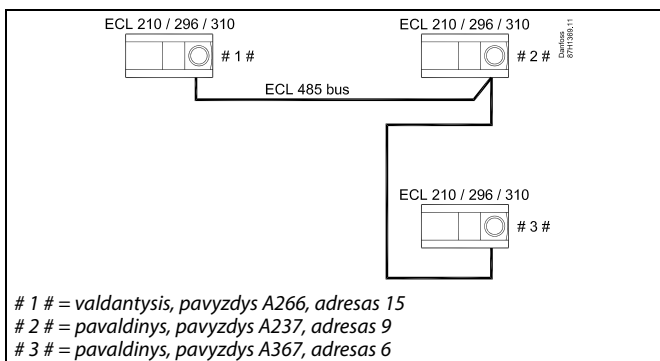 ECL 210 / 296 / 310
ECL 210 / 296 / 310
# 1 #
# 2 #
Danfoss
87H1369.11
ECL 485 bus
ECL 210 / 296 / 310
# 3 #
# 1 # = valdantysis, pavyzdys A266, adresas 15
# 2 # = pavaldinys, pavyzdys A237, adresas 9
# 3 # = pavaldinys, pavyzdys A367, adresas 6